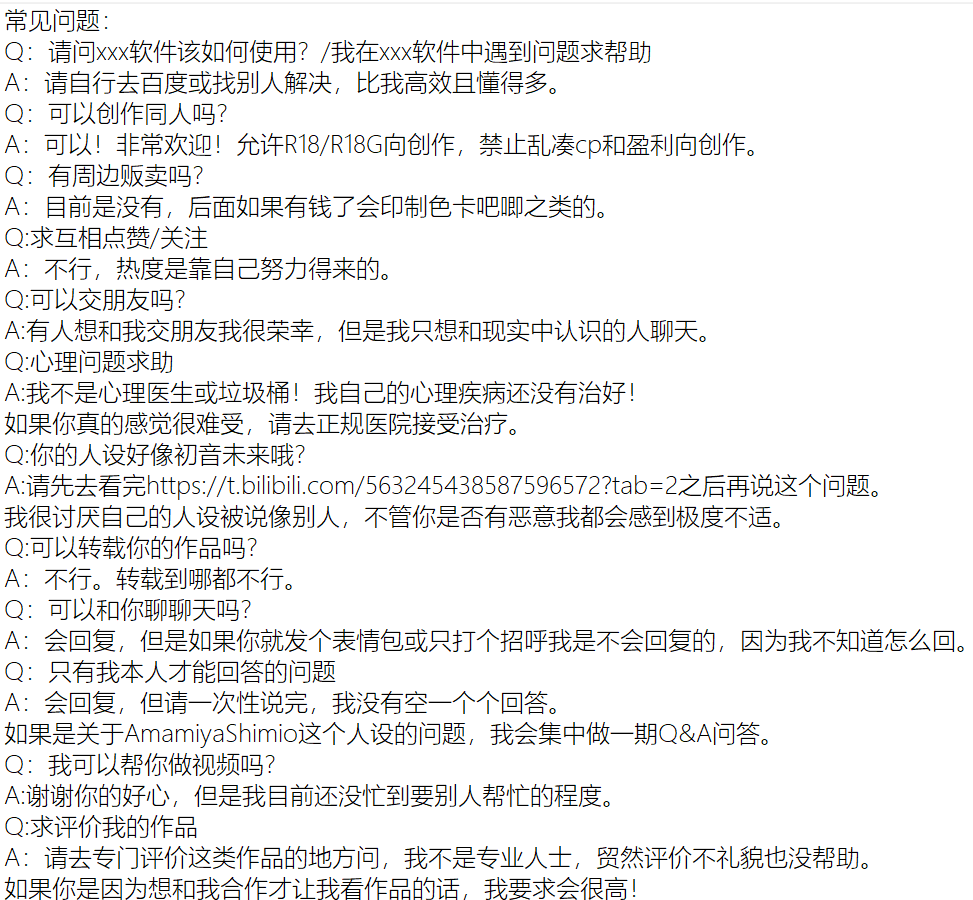 常见问题：
Q：请问xxx软件该如何使用？/我在xxx软件中遇到问题求帮助
A：请自行去百度或找别人解决，比我高效且懂得多。
Q：可以创作同人吗？
A：可以！非常欢迎！允许R18/R18G向创作，禁止乱凑cp和盈利向创作。
Q：有周边贩卖吗？
A：目前是没有，后面如果有钱了会印制色卡吧唧之类的。
Q:求互相点赞/关注
A：不行，热度是靠自己努力得来的。
Q:可以交朋友吗？
A:有人想和我交朋友我很荣幸，但是我只想和现实中认识的人聊天。
Q:心理问题求助
A:我不是心理医生或垃圾桶！我自己的心理疾病还没有治好！
如果你真的感觉很难受，请去正规医院接受治疗。
Q:你的人设好像初音未来哦？
A:请先去看完https://t.bilibili.com/563245438587596572?tab=2之后再说这个问题。
我很讨厌自己的人设被说像别人，不管你是否有恶意我都会感到极度不适。
Q:可以转载你的作品吗？
A：不行。转载到哪都不行。
Q：可以和你聊聊天吗？
A：会回复，但是如果你就发个表情包或只打个招呼我是不会回复的，因为我不知道怎么回。
Q：只有我本人才能回答的问题
A：会回复，但请一次性说完，我没有空一个个回答。
如果是关于AmamiyaShimio这个人设的问题，我会集中做一期Q&A问答。
Q：我可以帮你做视频吗？
A:谢谢你的好心，但是我目前还没忙到要别人帮忙的程度。
Q:求评价我的作品
A：请去专门评价这类作品的地方问，我不是专业人士，贸然评价不礼貌也没帮助。
如果你是因为想和我合作才让我看作品的话，我要求会很高！